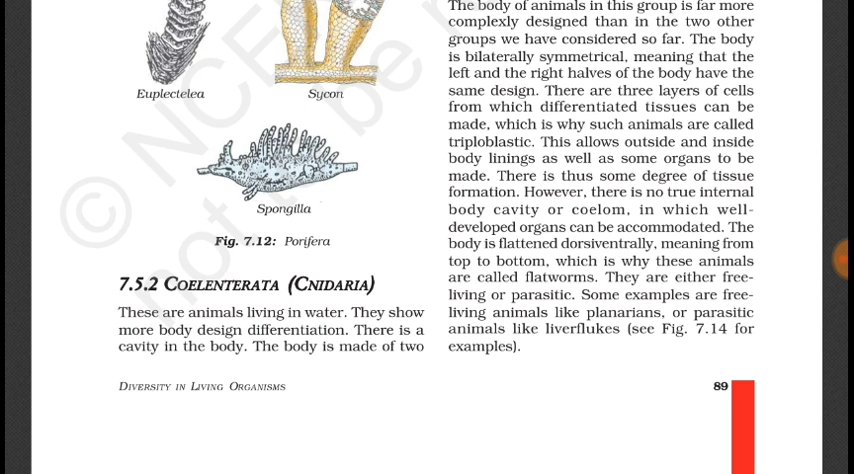 Euplectelea
Sycon
Spongilla
Fig. 7.12: Porifera
7.5.2 COELENTERATA (CNIDARIA)
These are animals living in water. They show
more body design differentiation. There is a
cavity in the body. The body is made of two
The body of animals in this group is far more
complexly designed than in the two other
groups we have considered so far. The body
is bilaterally symmetrical, meaning that the
left and the right halves of the body have the
same design. There are three layers of cells
from which differentiated tissues can be
made, which is why such animals are called
triploblastic. This allows outside and inside
body linings as well as some organs to be
made. There is thus some degree of tissue
formation. However, there is no true internal
body cavity or coelom, in which well-
developed organs can be accommodated. The
body is flattened dorsiventrally, meaning from
top to bottom, which is why these animals
are called flatworms. They are either free-
living or parasitic. Some examples are free-
living animals like planarians, or parasitic
animals like liverflukes (see Fig. 7.14 for
examples).
DIVERSITY IN LIVING ORGANISMS
89